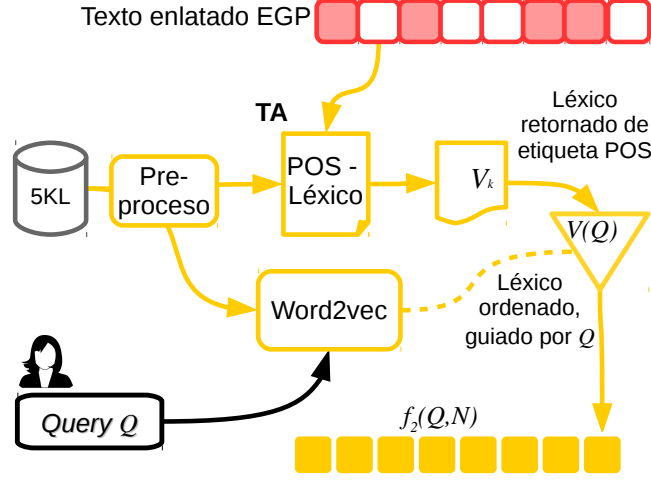 Texto enlatado EGP
TA
Léxico
retornado de
etiqueta POS
5KL
Pre-
proceso
POS -
Léxico
Vₖ
V(Q)
Word2vec
Léxico
ordenado,
guiado por Q
Query Q
f₂(Q,N)